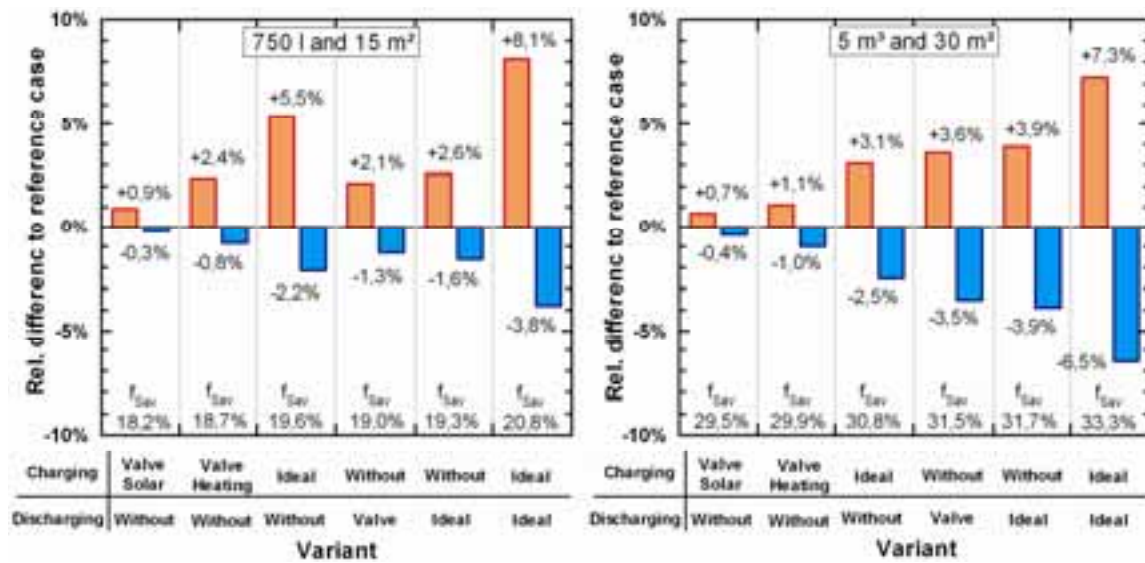 10%
5%
0%
-5%
-10%
Rel. differenc to reference case
750 l and 15 m²
+0,9%
-0,3%
+2,4%
-0,8%
+5,5%
-2,2%
+2,1%
-1,3%
+2,6%
-1,6%
+8,1%
-3,8%
fSav fSav fSav fSav fSav fSav
18,2% 18,7% 19,6% 19,0% 19,3% 20,8%
Charging Valve Solar Valve Heating Ideal Without Without Ideal
Discharging Without Without Without Valve Ideal Ideal
Variant
10%
5%
0%
-5%
-10%
Rel. difference to reference case
5 m³ and 30 m²
+0,7%
-0,4%
+1,1%
-1,0%
+3,1%
-2,5%
+3,6%
-3,5%
+3,9%
-3,9%
+7,3%
-6,5%
fSav fSav fSav fSav fSav fSav
29,5% 29,9% 30,8% 31,5% 31,7% 33,3%
Charging Valve Solar Valve Heating Ideal Without Without Ideal
Discharging Without Without Without Valve Ideal Ideal
Variant